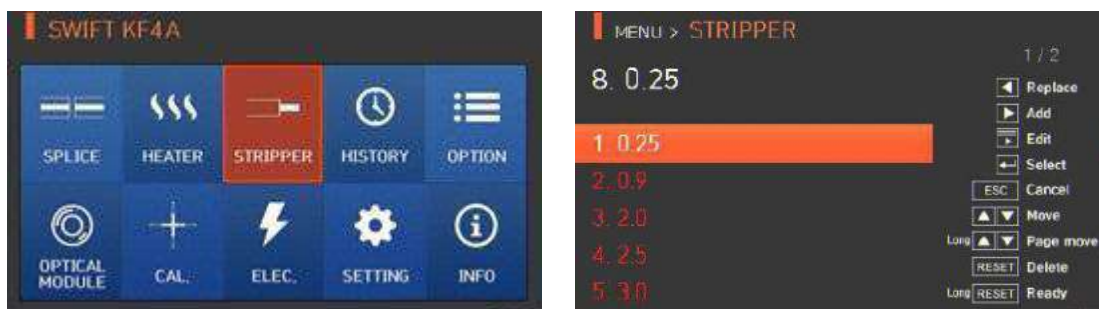 SWIFT KF4A
SPLICE
HEATER
STRIPPER
HISTORY
OPTION
OPTICAL
MODULE
CAL.
ELEC.
SETTING
INFO
MENU > STRIPPER
1 / 2
8. 0.25
1. 0.25
2. 0.9
3. 2.0
4. 2.5
5. 3.0
Replace
Add
Edit
Select
ESC Cancel
Move
Long Page move
RESET Delete
Long RESET Ready